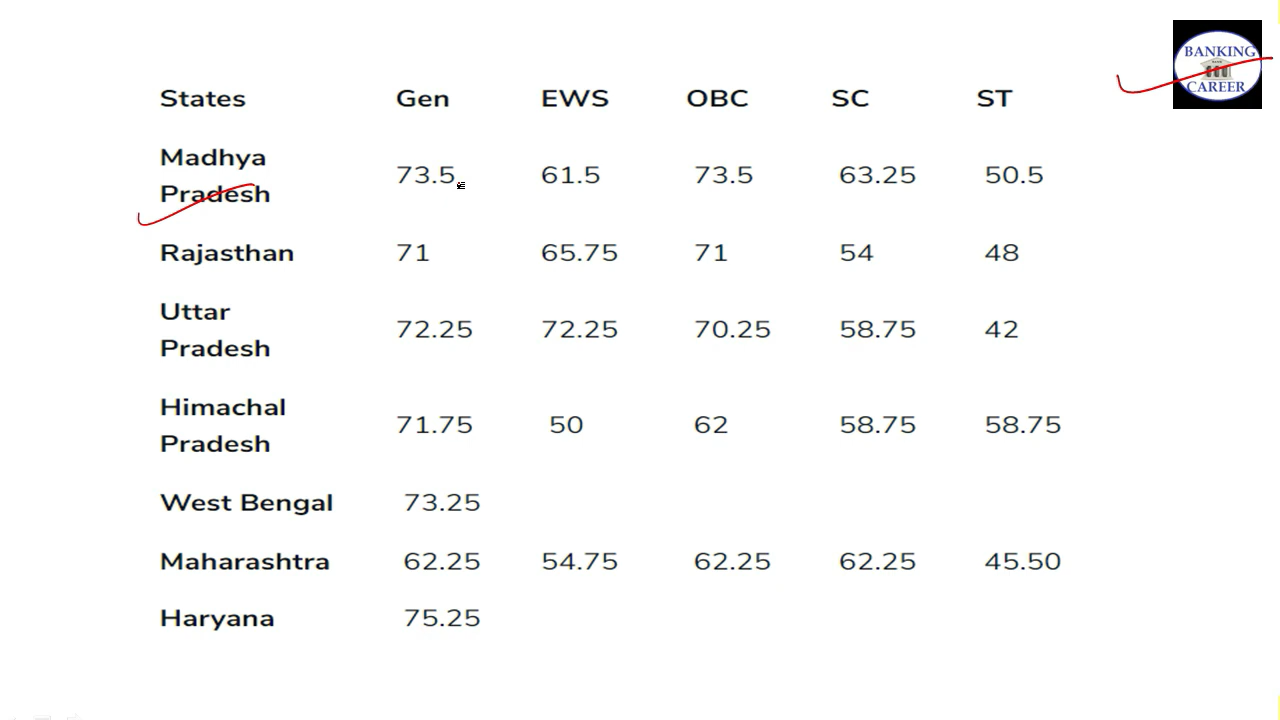 BANKING
BANK
CAREER
States Gen EWS OBC SC ST
Madhya
Pradesh 73.5 61.5 73.5 63.25 50.5
Rajasthan 71 65.75 71 54 48
Uttar
Pradesh 72.25 72.25 70.25 58.75 42
Himachal
Pradesh 71.75 50 62 58.75 58.75
West Bengal 73.25
Maharashtra 62.25 54.75 62.25 62.25 45.50
Haryana 75.25